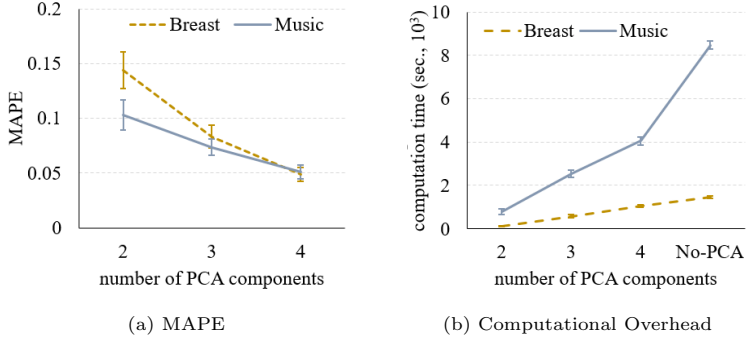 0.2
0.15
0.1
0.05
0
MAPE
Breast
Music
2 3 4
number of PCA components
(a) MAPE
10
8
6
4
2
0
computation time (sec., 10³)
Breast
Music
2 3 4 No-PCA
number of PCA components
(b) Computational Overhead